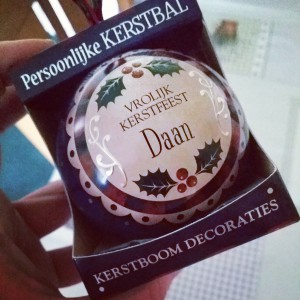 Persoonlijke KERSTBAL
VROLIJK
KERSTFEEST
Daan
KERSTBOOM DECORATIES